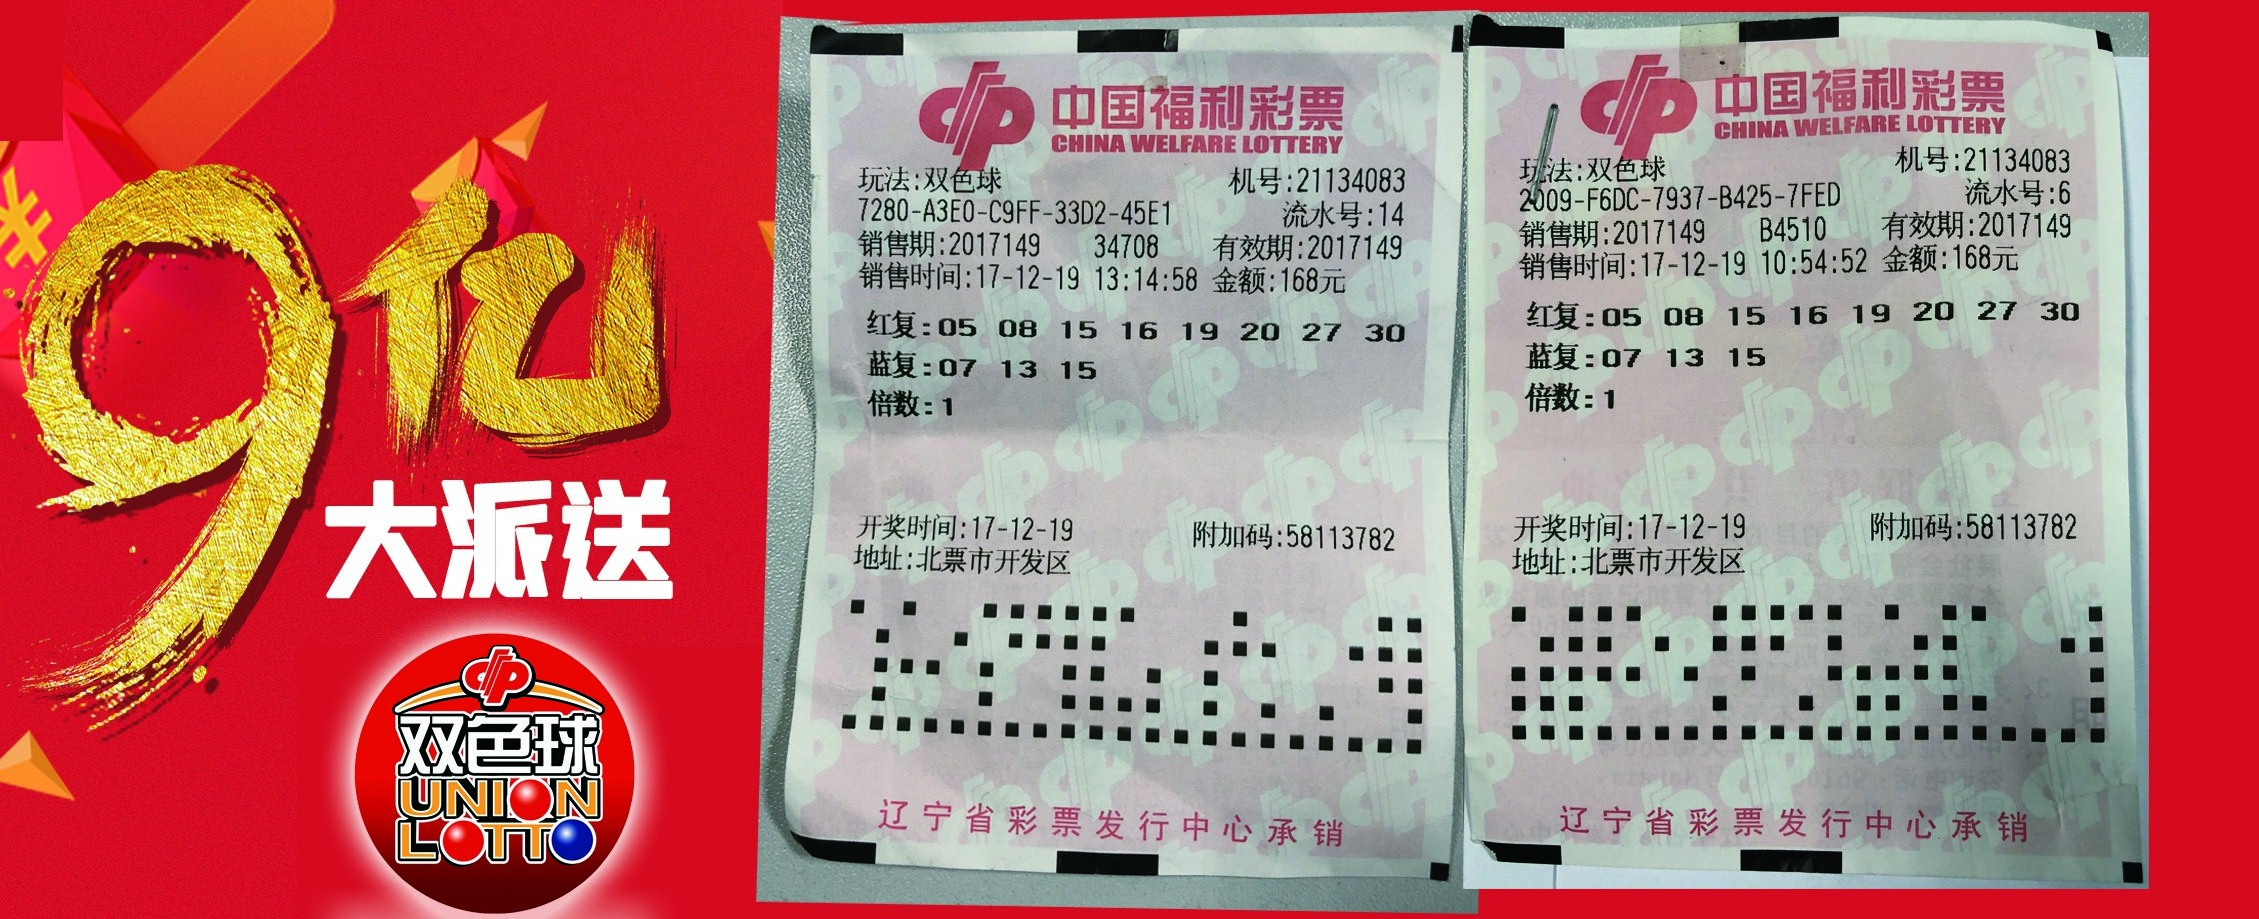 9亿
大派送
双色球
UNION
LOTTO
中国福利彩票
CHINA WELFARE LOTTERY
玩法:双色球 机号:21134083
7280-A3E0-C9FF-33D2-45E1 流水号:14
销售期:2017149 34708 有效期:2017149
销售时间:17-12-19 13:14:58 金额:168元
红复:05 08 15 16 19 20 27 30
蓝复:07 13 15
倍数:1
开奖时间:17-12-19 附加码:58113782
地址:北票市开发区
辽宁省彩票发行中心承销
中国福利彩票
CHINA WELFARE LOTTERY
玩法:双色球 机号:21134083
2009-F6DC-7937-B425-7FED 流水号:6
销售期:2017149 B4510 有效期:2017149
销售时间:17-12-19 10:54:52 金额:168元
红复:05 08 15 16 19 20 27 30
蓝复:07 13 15
倍数:1
开奖时间:17-12-19 附加码:58113782
地址:北票市开发区
辽宁省彩票发行中心承销